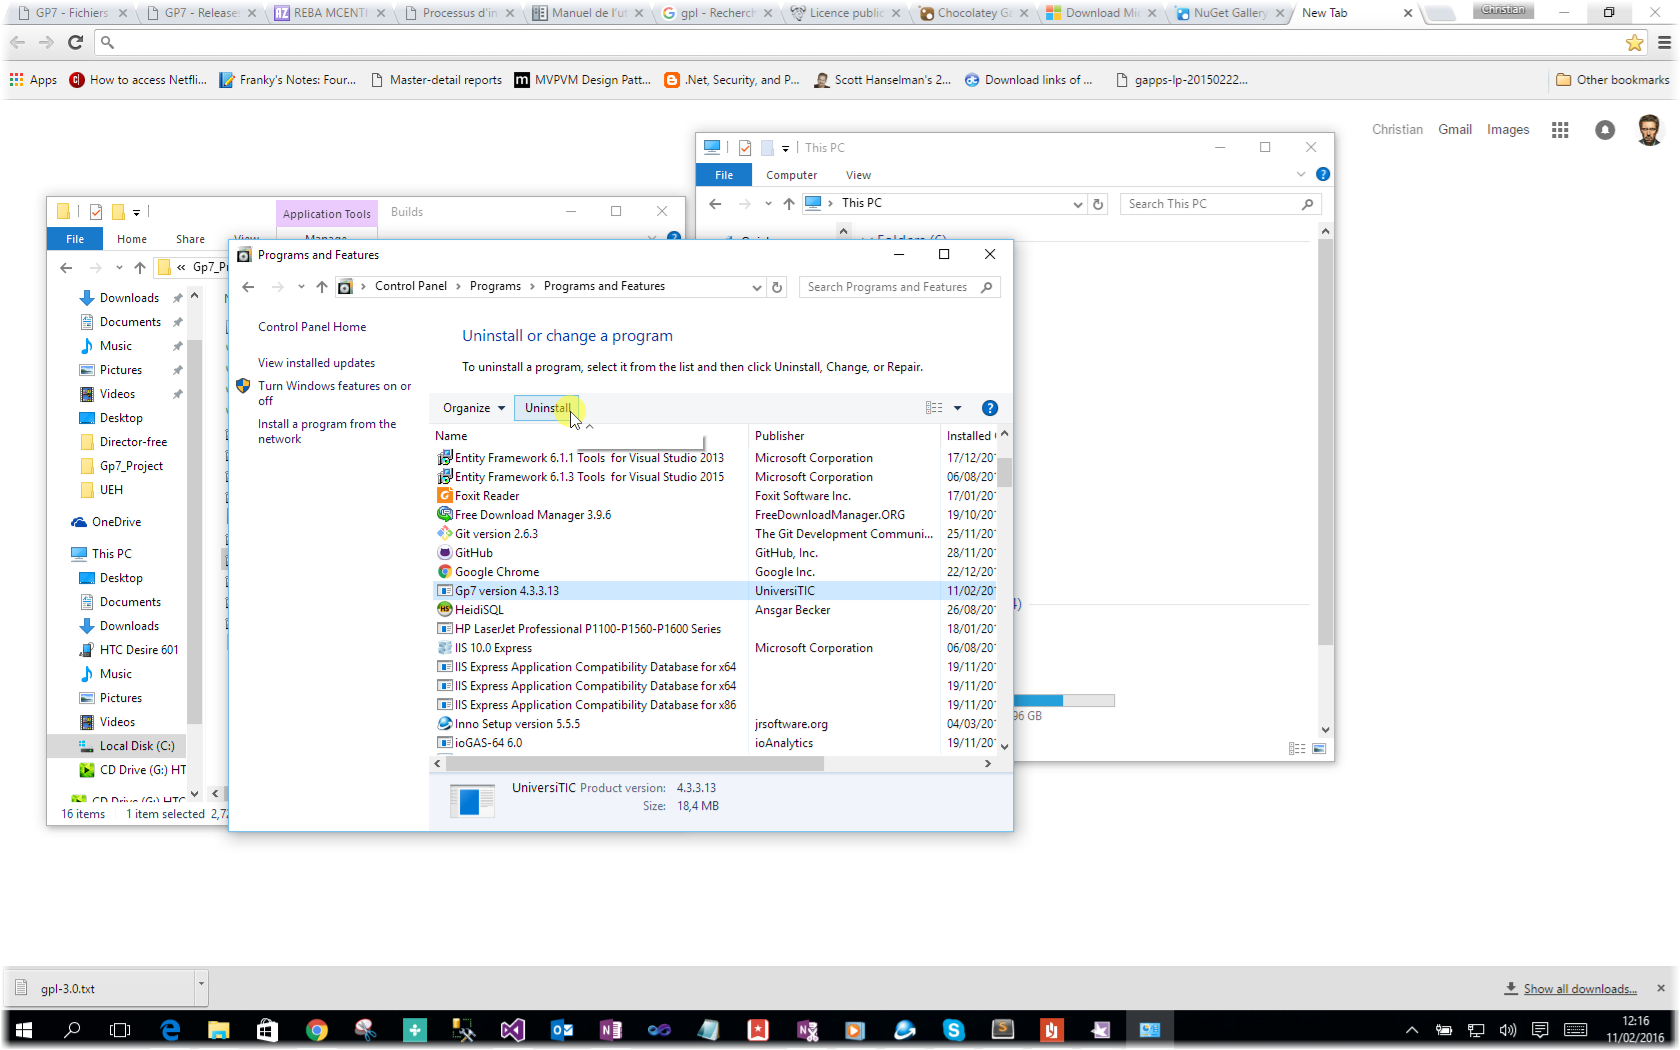 GP7 - Fichiers
GP7 - Release
REBA MCENTI
Processus d'in
Manuel de l'ut
gpl - Recherch
Licence public
Chocolatey Ga
Download Mic
NuGet Gallery
New Tab
Christian
Apps
How to access Netfli...
Franky's Notes: Four...
Master-detail reports
MVPVM Design Patt...
.Net, Security, and P...
Scott Hanselman's 2...
Download links of ...
gapps-lp-20150222...
Other bookmarks
Christian
Gmail
Images
This PC
File
Computer
View
This PC
Search This PC
Application Tools
Builds
File
Home
Share
View
Manage
« Gp7_Pr
Downloads
Documents
Music
Pictures
Videos
Desktop
Director-free
Gp7_Project
UEH
OneDrive
This PC
Desktop
Documents
Downloads
HTC Desire 601
Music
Pictures
Videos
Local Disk (C:)
CD Drive (G:) HT
CD Drive (G:) HTC
16 items
1 item selected 2,7
Programs and Features
Control Panel
Programs
Programs and Features
Search Programs and Features
Control Panel Home
View installed updates
Turn Windows features on or
off
Install a program from the
network
Uninstall or change a program
To uninstall a program, select it from the list and then click Uninstall, Change, or Repair.
Organize
Uninstall
Name
Publisher
Installed
Entity Framework 6.1.1 Tools for Visual Studio 2013
Microsoft Corporation
17/12/20
Entity Framework 6.1.3 Tools for Visual Studio 2015
Microsoft Corporation
06/08/20
Foxit Reader
Foxit Software Inc.
17/01/20
Free Download Manager 3.9.6
FreeDownloadManager.ORG
19/10/20
Git version 2.6.3
The Git Development Communi...
25/11/20
GitHub
GitHub, Inc.
28/11/20
Google Chrome
Google Inc.
22/12/20
Gp7 version 4.3.3.13
UniversiTIC
11/02/20
HeidiSQL
Ansgar Becker
26/08/20
HP LaserJet Professional P1100-P1560-P1600 Series
18/01/20
IIS 10.0 Express
Microsoft Corporation
06/08/20
IIS Express Application Compatibility Database for x64
19/11/20
IIS Express Application Compatibility Database for x64
19/11/20
IIS Express Application Compatibility Database for x86
19/11/20
Inno Setup version 5.5.5
jrsoftware.org
04/03/20
ioGAS-64 6.0
ioAnalytics
19/11/20
UniversiTIC Product version: 4.3.3.13
Size: 18,4 MB
96 GB
gpl-3.0.txt
Show all downloads...
12:16
11/02/2016